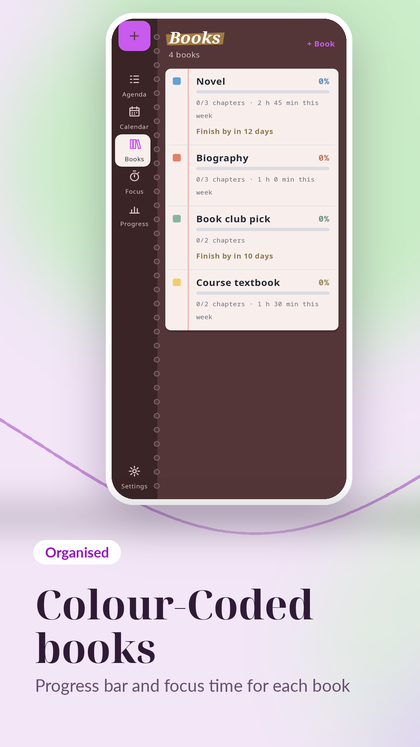 +
Books
4 books
+ Book
Agenda
Calendar
Books
Focus
Progress
Settings
Novel 0%
0/3 chapters · 2 h 45 min this
week
Finish by in 12 days
Biography 0%
0/3 chapters · 1 h 0 min this
week
Book club pick 0%
0/2 chapters
Finish by in 10 days
Course textbook 0%
0/2 chapters · 1 h 30 min this
week
Organised
Colour-Coded
books
Progress bar and focus time for each book